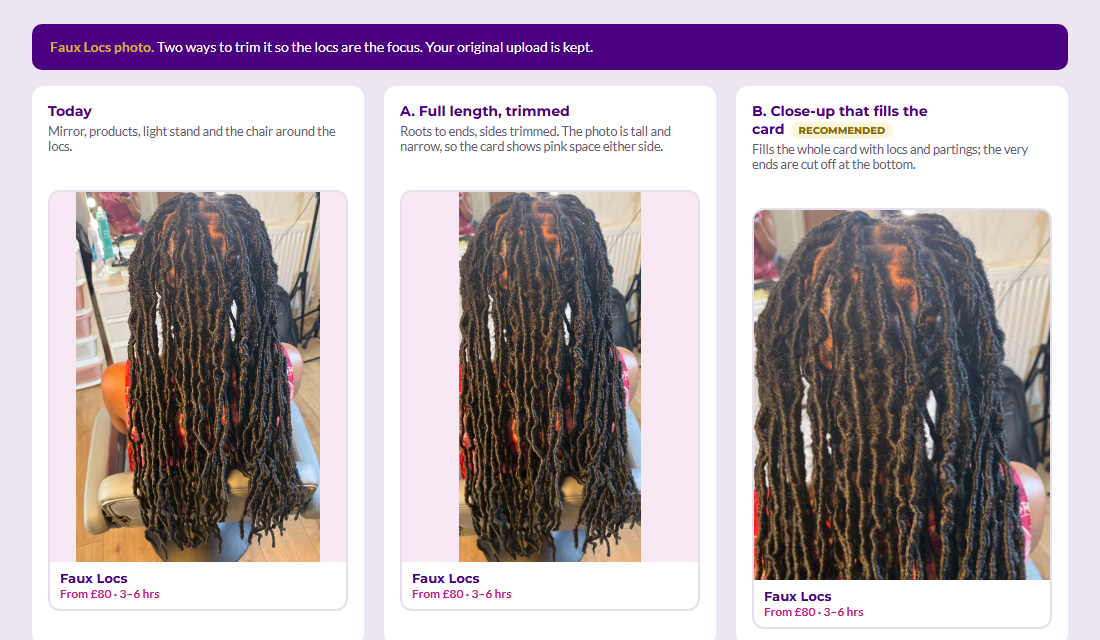 Faux Locs photo. Two ways to trim it so the locs are the focus. Your original upload is kept.
Today
Mirror, products, light stand and the chair around the
locs.
Faux Locs
From £80 · 3–6 hrs
A. Full length, trimmed
Roots to ends, sides trimmed. The photo is tall and
narrow, so the card shows pink space either side.
Faux Locs
From £80 · 3–6 hrs
B. Close-up that fills the
card RECOMMENDED
Fills the whole card with locs and partings; the very
ends are cut off at the bottom.
Faux Locs
From £80 · 3–6 hrs